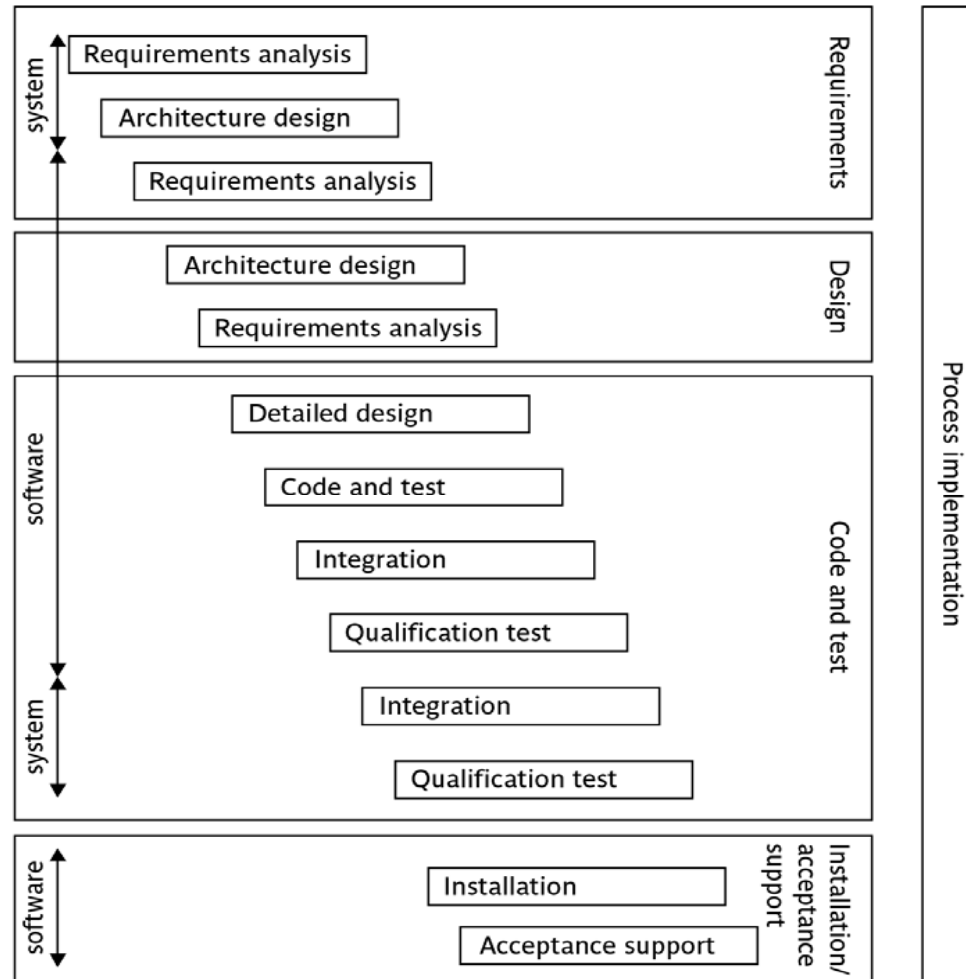 system
Requirements analysis
Architecture design
Requirements analysis
Requirements
software
Architecture design
Requirements analysis
Design
Detailed design
Code and test
Integration
Qualification test
system
Integration
Qualification test
Code and test
software
Installation
Acceptance support
Installation/
acceptance
support
Process implementation